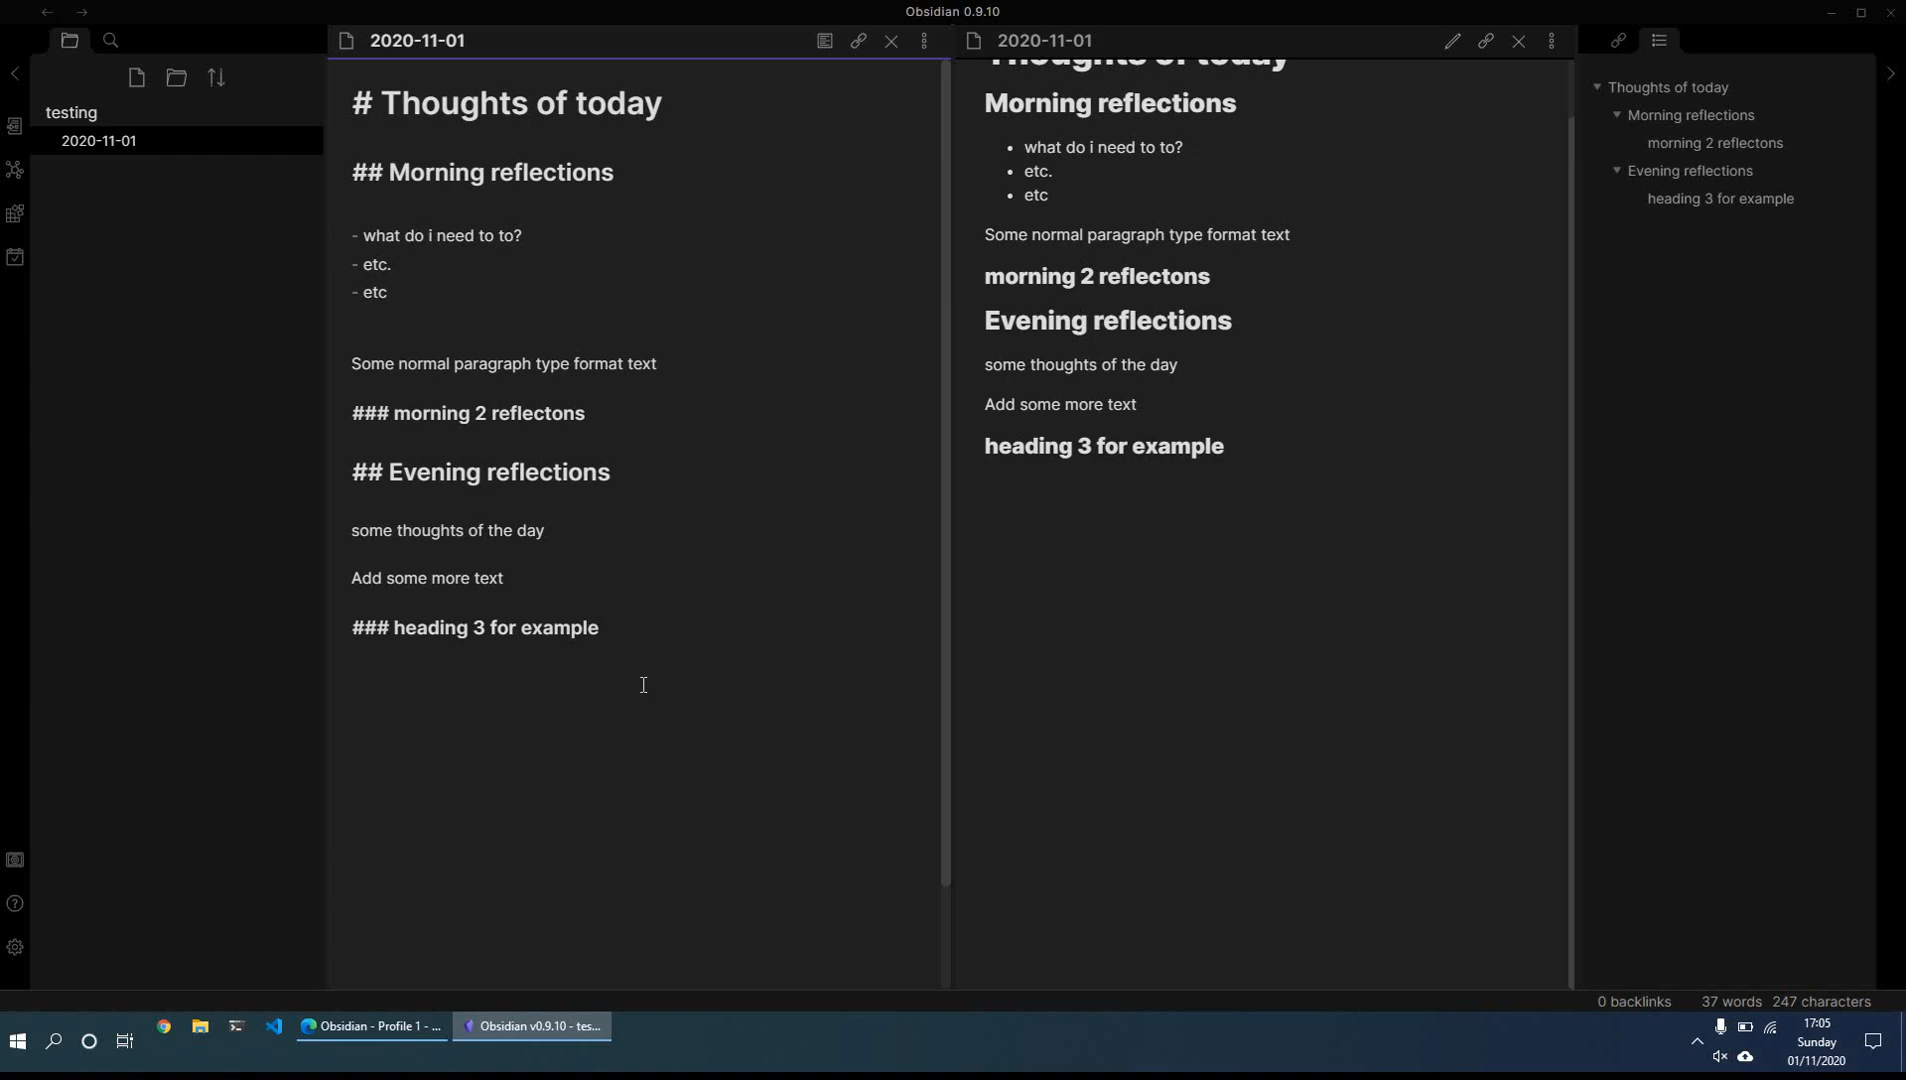 Obsidian 0.9.10
testing
2020-11-01
2020-11-01
# Thoughts of today
## Morning reflections
- what do i need to to?
- etc.
- etc
Some normal paragraph type format text
### morning 2 reflectons
## Evening reflections
some thoughts of the day
Add some more text
### heading 3 for example
2020-11-01
Thoughts of today
Morning reflections
• what do i need to to?
• etc.
• etc
Some normal paragraph type format text
morning 2 reflectons
Evening reflections
some thoughts of the day
Add some more text
heading 3 for example
Thoughts of today
Morning reflections
morning 2 reflections
Evening reflections
heading 3 for example
0 backlinks 37 words 247 characters
Obsidian - Profile 1 - ...
Obsidian v0.9.10 - tes...
17:05
Sunday
01/11/2020